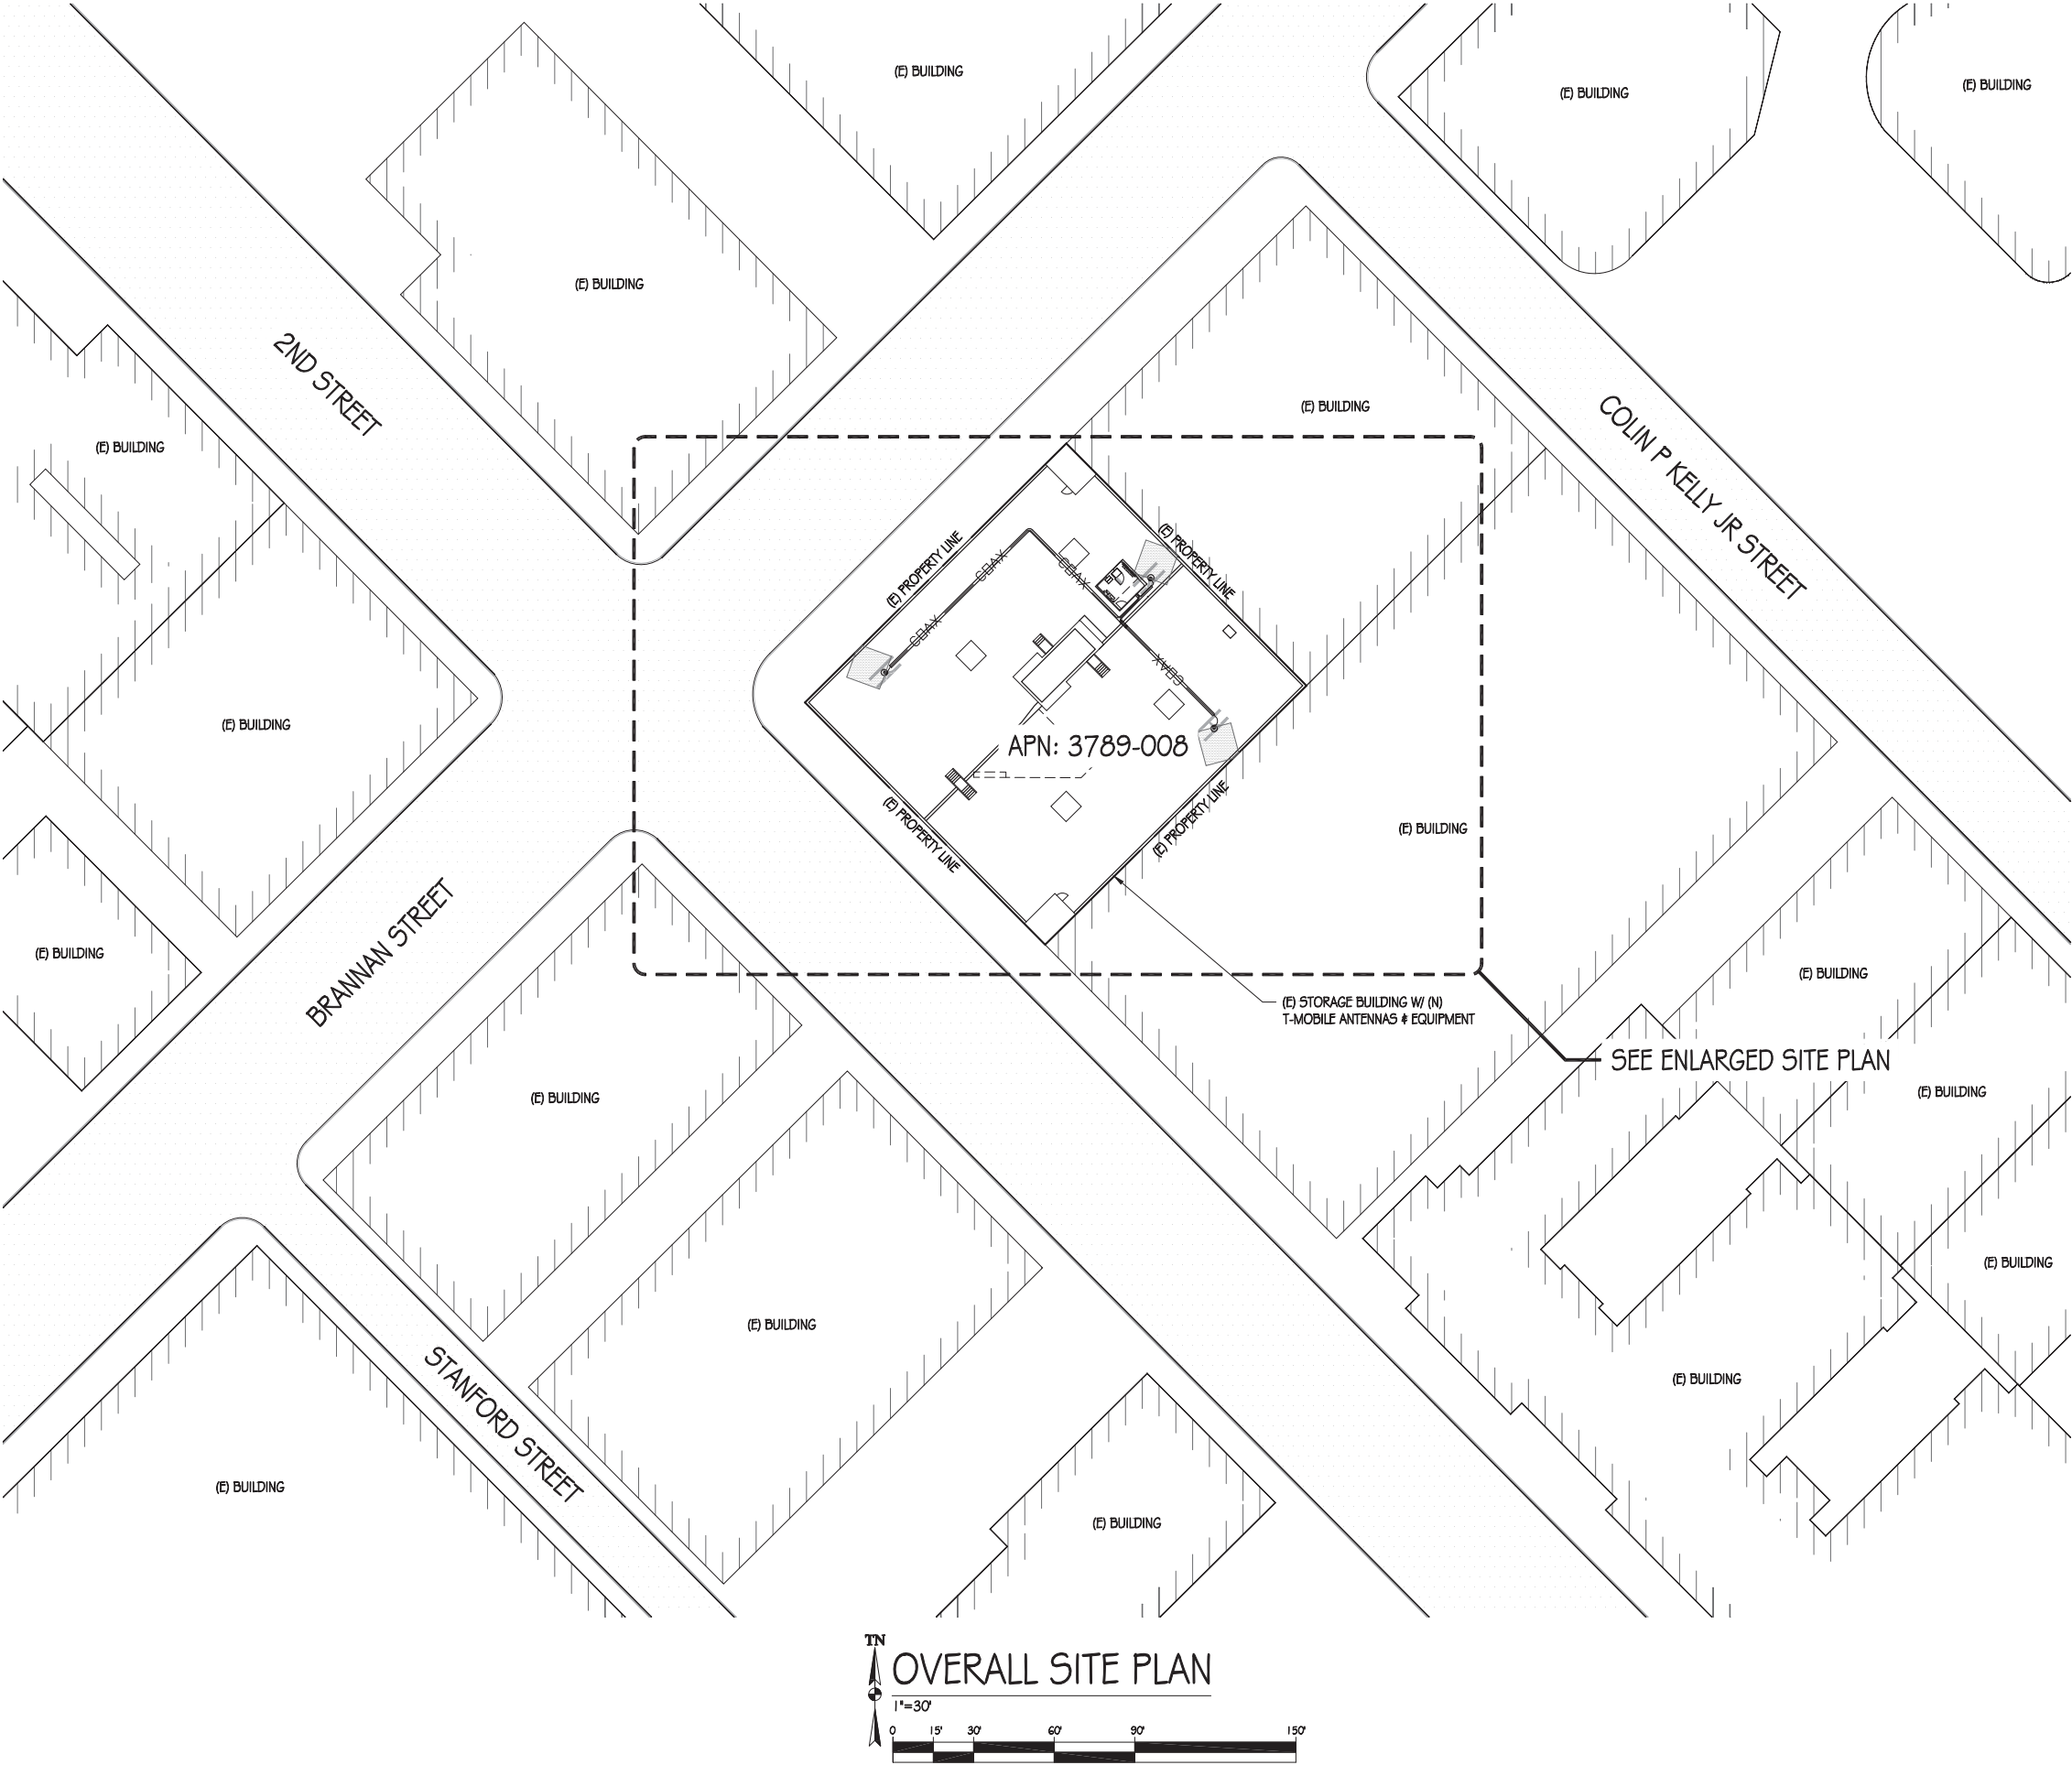 (E) BUILDING
(E) BUILDING
(E) BUILDING
(E) BUILDING
2ND STREET
(E) BUILDING
COLIN P KELLY JR STREET
(E) BUILDING
(E) PROPERTY LINE
(E) PROPERTY LINE
COAX
COAX
COAX
COAX
(E) BUILDING
APN: 3789-008
(E) PROPERTY LINE
(E) PROPERTY LINE
(E) BUILDING
BRANNAN STREET
(E) BUILDING
(E) BUILDING
(E) STORAGE BUILDING W/ (N)
T-MOBILE ANTENNAS & EQUIPMENT
SEE ENLARGED SITE PLAN
(E) BUILDING
(E) BUILDING
(E) BUILDING
(E) BUILDING
(E) BUILDING
STANFORD STREET
(E) BUILDING
(E) BUILDING
(E) BUILDING
TN
OVERALL SITE PLAN
1"=30'
0 15' 30' 60' 90' 150'